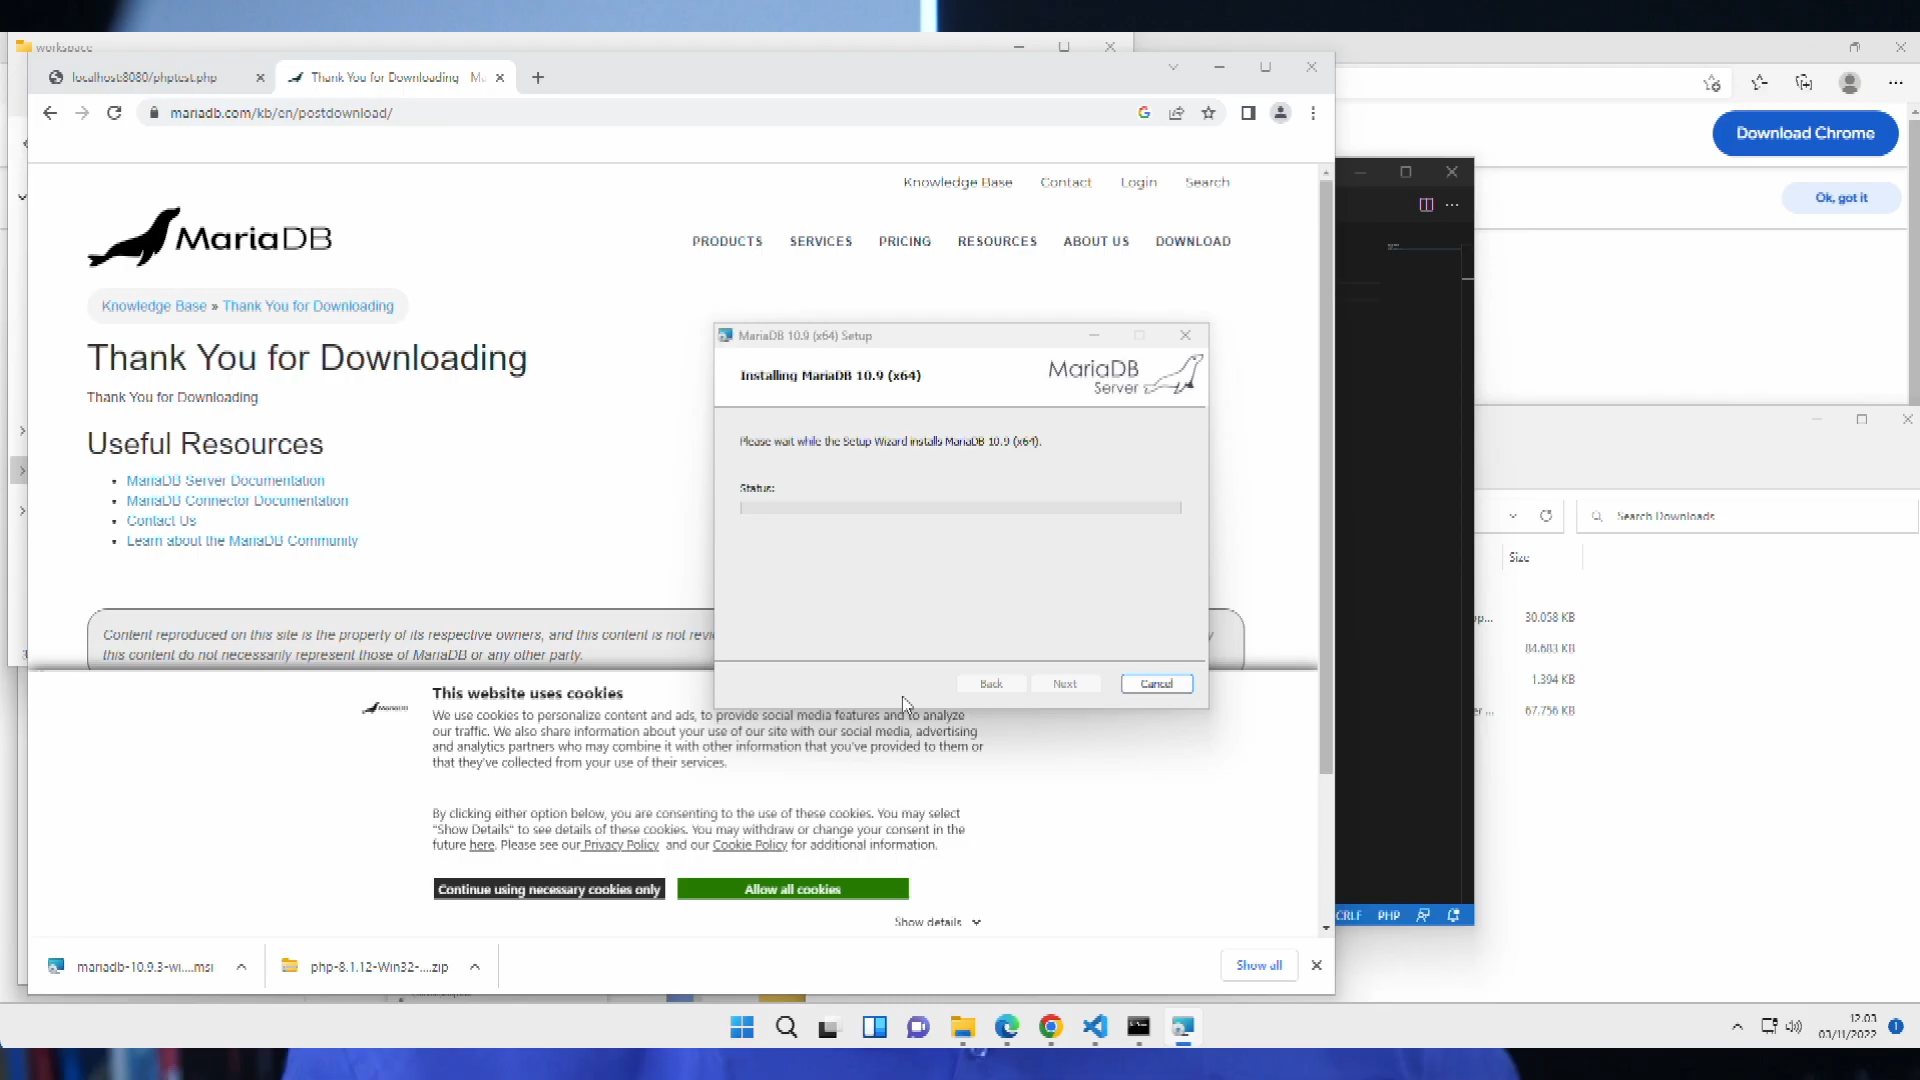 workspace
localhost:8080/phptest.php
Thank You for Downloading - Ma
mariadb.com/kb/en/postdownload/
Download Chrome
Ok, got it
Knowledge Base
Contact
Login
Search
MariaDB
PRODUCTS
SERVICES
PRICING
RESOURCES
ABOUT US
DOWNLOAD
Knowledge Base » Thank You for Downloading
Thank You for Downloading
Thank You for Downloading
Useful Resources
MariaDB Server Documentation
MariaDB Connector Documentation
Contact Us
Learn about the MariaDB Community
Content reproduced on this site is the property of its respective owners, and this content is not revi
this content do not necessarily represent those of MariaDB or any other party.
MariaDB 10.9 (x64) Setup
Installing MariaDB 10.9 (x64)
MariaDB
Server
Please wait while the Setup Wizard installs MariaDB 10.9 (x64).
Status:
Back
Next
Cancel
Search Downloads
Size
30.058 KB
84.683 KB
1.394 KB
67.756 KB
MariaDB
This website uses cookies
We use cookies to personalize content and ads, to provide social media features and to analyze
our traffic. We also share information about your use of our site with our social media, advertising
and analytics partners who may combine it with other information that you've provided to them or
that they've collected from your use of their services.
By clicking either option below, you are consenting to the use of these cookies. You may select
"Show Details" to see details of these cookies. You may withdraw or change your consent in the
future here. Please see our Privacy Policy and our Cookie Policy for additional information.
Continue using necessary cookies only
Allow all cookies
Show details
CRLF
PHP
mariadb-10.9.3-wi....msi
php-8.1.12-Win32-....zip
Show all
12.03
03/11/2022
1